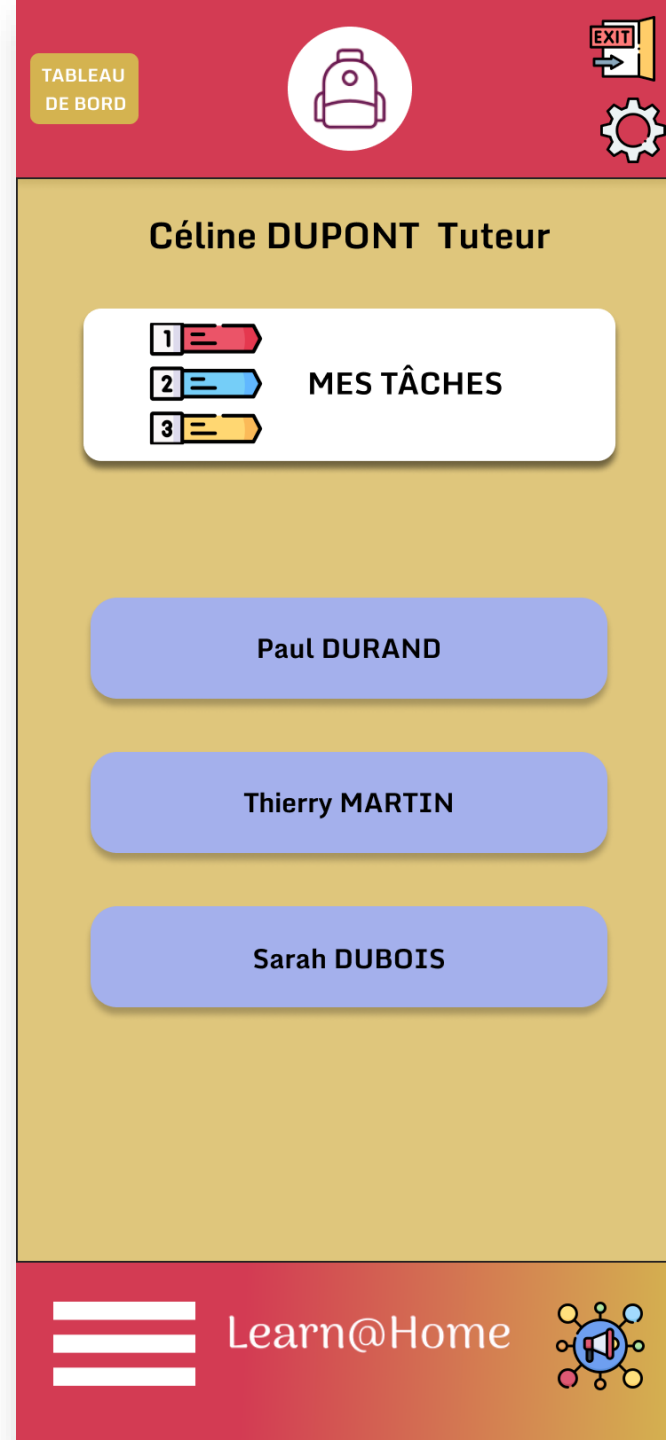 TABLEAU
DE BORD
EXIT
Céline DUPONT Tuteur
1
2
3
MES TÂCHES
Paul DURAND
Thierry MARTIN
Sarah DUBOIS
Learn@Home